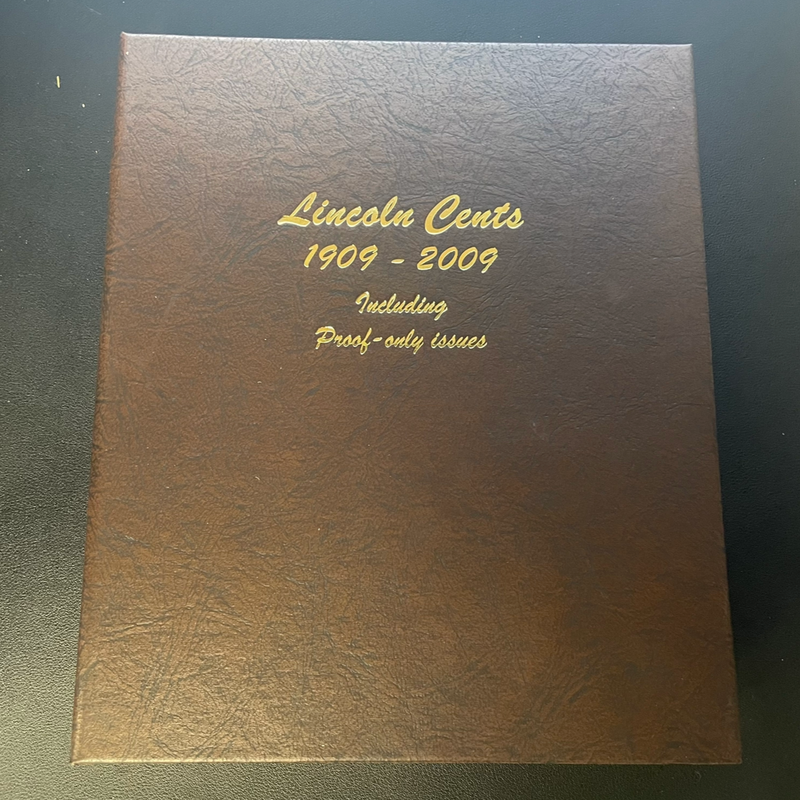 Lincoln Cents
1909 - 2009
Including
Proof-only issues